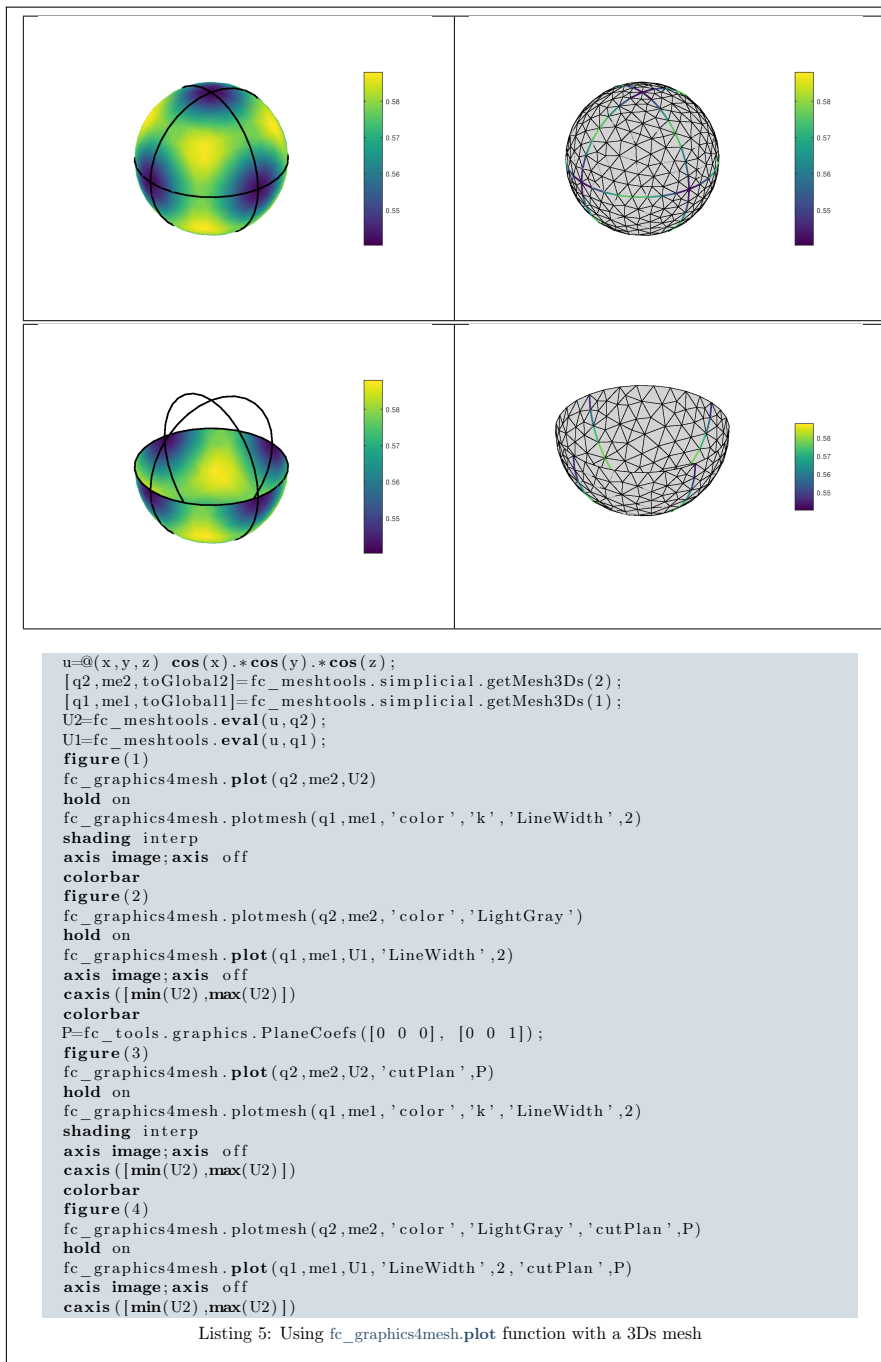 0.58
0.57
0.56
0.55
0.58
0.57
0.56
0.55
0.58
0.57
0.56
0.55
0.58
0.57
0.56
0.55
u=@(x,y,z) cos(x).*cos(y).*cos(z);
[q2,me2,toGlobal2]=fc_meshtools.simplicial.getMesh3Ds(2);
[q1,me1,toGlobal1]=fc_meshtools.simplicial.getMesh3Ds(1);
U2=fc_meshtools.eval(u,q2);
U1=fc_meshtools.eval(u,q1);
figure(1)
fc_graphics4mesh.plot(q2,me2,U2)
hold on
fc_graphics4mesh.plotmesh(q1,me1,'color','k','LineWidth',2)
shading interp
axis image;axis off
colorbar
figure(2)
fc_graphics4mesh.plotmesh(q2,me2,'color','LightGray')
hold on
fc_graphics4mesh.plot(q1,me1,U1,'LineWidth',2)
axis image;axis off
caxis([min(U2),max(U2)])
colorbar
P=fc_tools.graphics.PlaneCoefs([0 0 0], [0 0 1]);
figure(3)
fc_graphics4mesh.plot(q2,me2,U2,'cutPlan',P)
hold on
fc_graphics4mesh.plotmesh(q1,me1,'color','k','LineWidth',2)
shading interp
axis image;axis off
caxis([min(U2),max(U2)])
colorbar
figure(4)
fc_graphics4mesh.plotmesh(q2,me2,'color','LightGray','cutPlan',P)
hold on
fc_graphics4mesh.plot(q1,me1,U1,'LineWidth',2,'cutPlan',P)
axis image;axis off
caxis([min(U2),max(U2)])
Listing 5: Using fc_graphics4mesh.plot function with a 3Ds mesh